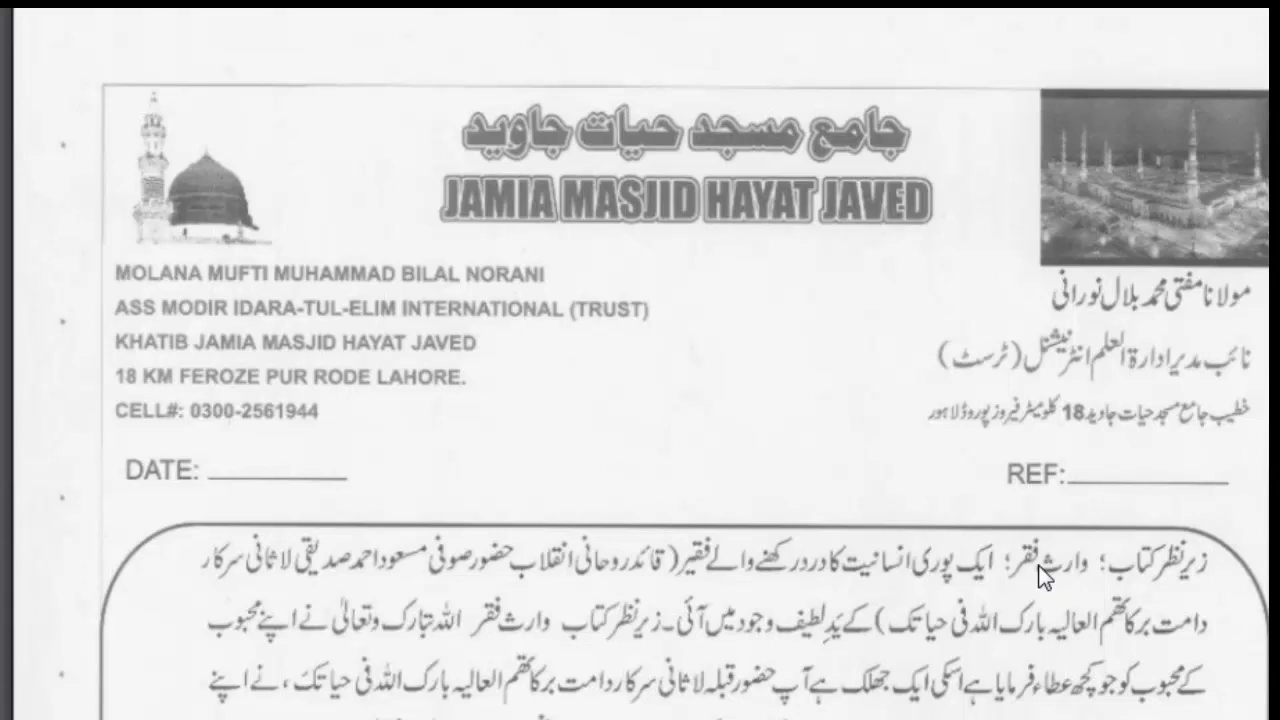 جامع مسجد حیات جاوید
JAMIA MASJID HAYAT JAVED
MOLANA MUFTI MUHAMMAD BILAL NORANI
ASS MODIR IDARA-TUL-ELIM INTERNATIONAL (TRUST)
KHATIB JAMIA MASJID HAYAT JAVED
18 KM FEROZE PUR RODE LAHORE.
CELL#: 0300-2561944
مولانا مفتی محمد بلال نورانی
نائب مدیر ادارۃ العلم انٹرنیشنل (ٹرسٹ)
خطیب جامع مسجد حیات جاوید 18 کلومیٹر فیروز پور روڈ لاہور
DATE:
REF:
زیر نظر کتاب؛ وارث فقر؛ ایک پوری انسانیت کا درد رکھنے والے فقیر (قائد روحانی انقلاب حضور صوفی مسعود احمد صدیقی لاثانی سرکار
دامت برکاتھم العالیہ بارک اللہ فی حیاتک) کے یَدِ لطیف وجود میں آئی۔ زیر نظر کتاب وارث فقر اللہ تبارک وتعالیٰ نے اپنے محبوب
کے محبوب کو جو کچھ عطاء فرمایا ہے اسکی ایک جھلک ہے آپ حضور قبلہ لاثانی سرکار دامت برکاتھم العالیہ بارک اللہ فی حیاتک، نے اپنے